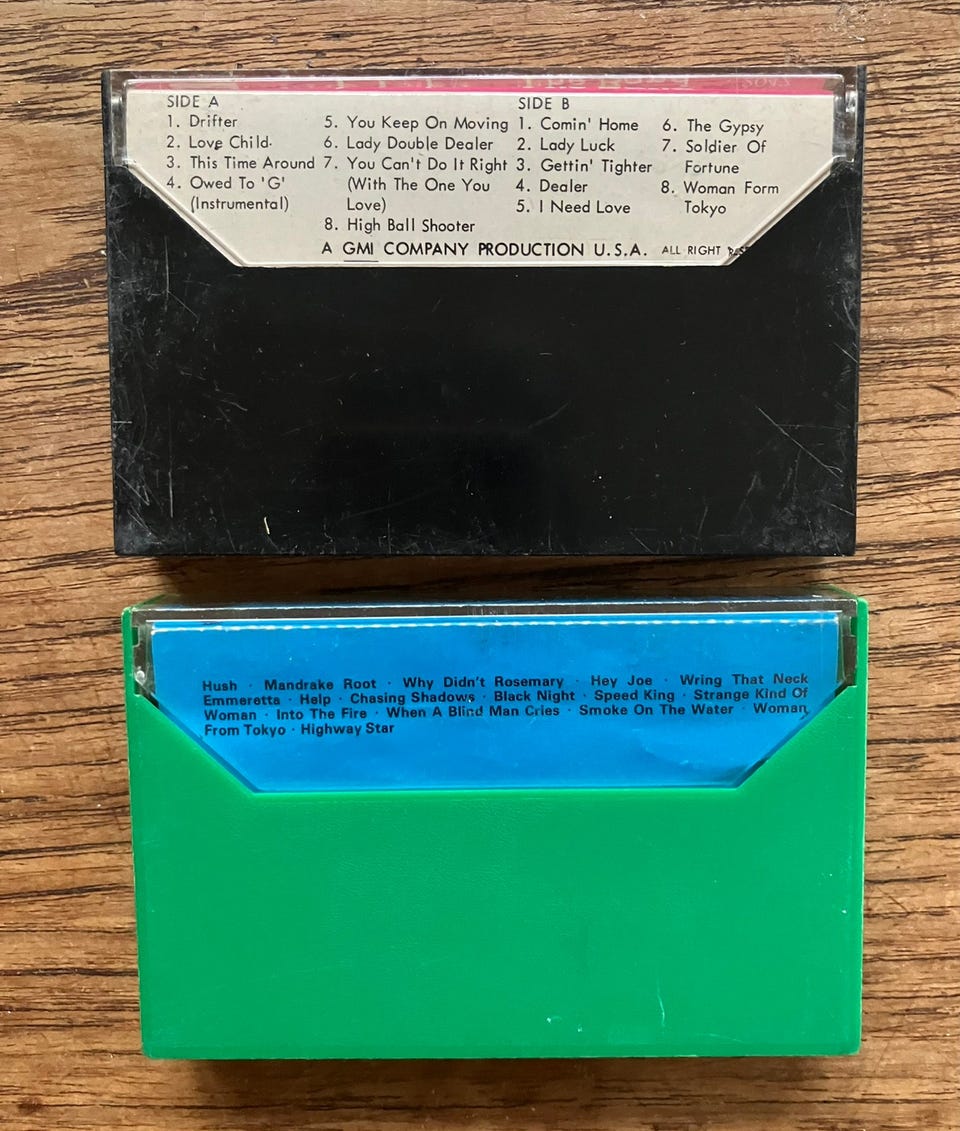 SIDE A
1. Drifter
2. Love Child.
3. This Time Around
4. Owed To 'G'
(Instrumental)
5. You Keep On Moving
6. Lady Double Dealer
7. You Can't Do It Right
(With The One You
Love)
8. High Ball Shooter
SIDE B
1. Comin' Home
2. Lady Luck
3. Gettin' Tighter
4. Dealer
5. I Need Love
6. The Gypsy
7. Soldier Of
Fortune
8. Woman Form
Tokyo
A GMI COMPANY PRODUCTION U.S.A. ALL RIGHT
Hush · Mandrake Root · Why Didn't Rosemary · Hey Joe · Wring That Neck
Emmeretta · Help · Chasing Shadows · Black Night · Speed King · Strange Kind Of
Woman · Into The Fire · When A Blind Man Cries · Smoke On The Water · Woman
From Tokyo · Highway Star